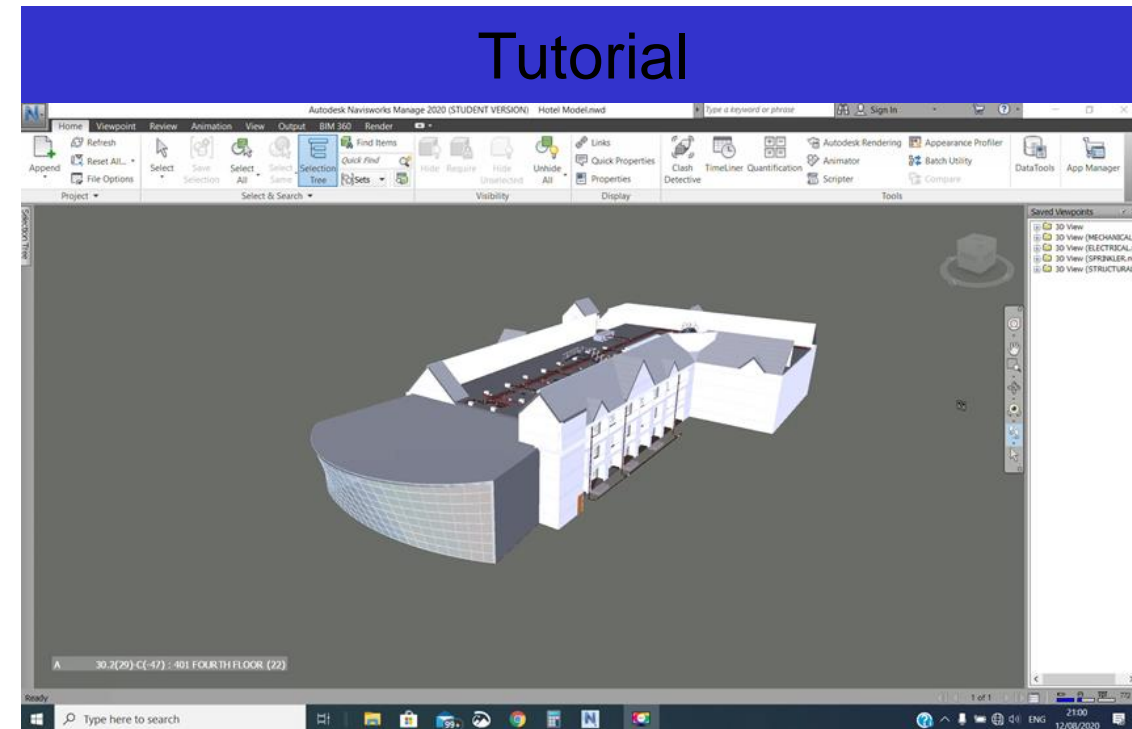 Tutorial
Autodesk Navisworks Manage 2020 (STUDENT VERSION) Hotel Model.nwd
Type a keyword or phrase
Sign In
Home Viewpoint Review Animation View Output BIM 360 Render
Append
Refresh
Reset All...
File Options
Select
Save Selection
Select All
Select Same
Selection Tree
Find Items
Quick Find
Sets
Hide
Require
Hide Unselected
Unhide All
Links
Quick Properties
Properties
Clash Detective
TimeLiner
Quantification
Autodesk Rendering
Animator
Scripter
Appearance Profiler
Batch Utility
Compare
DataTools
App Manager
Project
Select & Search
Visibility
Display
Tools
Selection Tree
Saved Viewpoints
3D View
3D View (MECHANICAL
3D View (ELECTRICAL.
3D View (SPRINKLER.n
3D View (STRUCTURAL
A 30.2(29)-C(-47) : 401 FOURTH FLOOR (22)
Ready
1 of 1
Type here to search
99+
ENG
21:00
12/08/2020